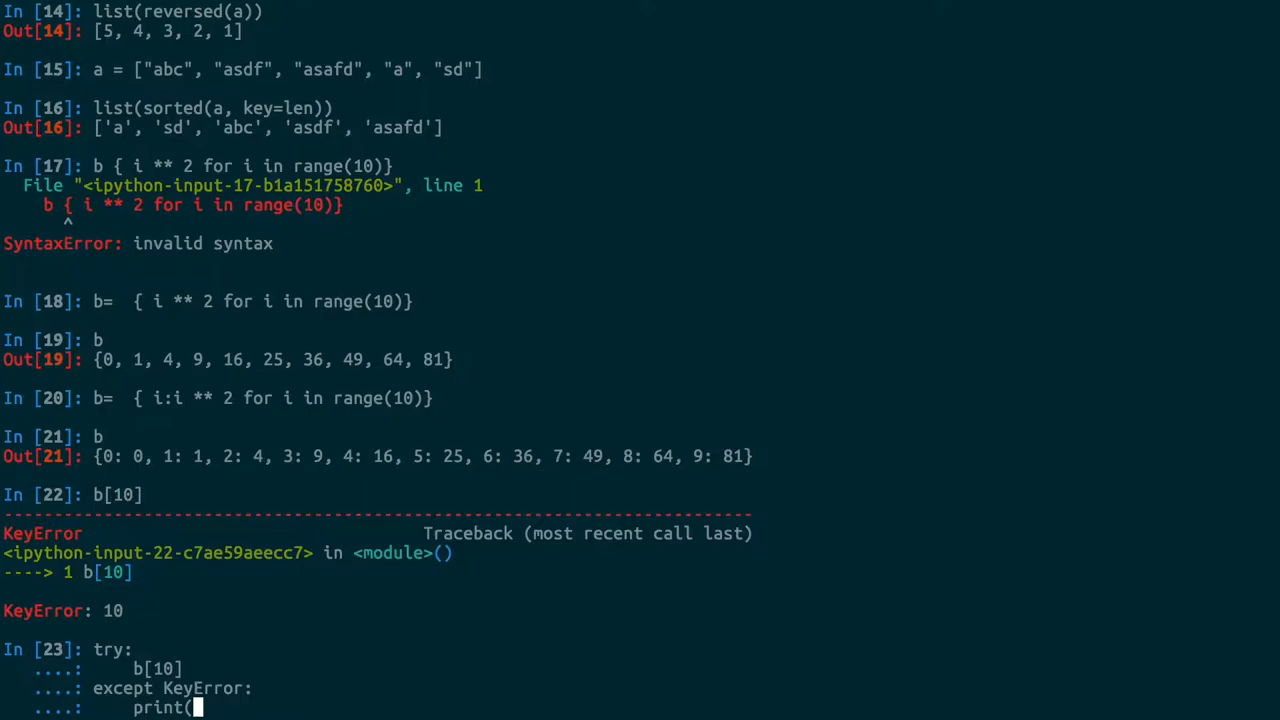 In [14]: list(reversed(a))
Out[14]: [5, 4, 3, 2, 1]
In [15]: a = ["abc", "asdf", "asafd", "a", "sd"]
In [16]: list(sorted(a, key=len))
Out[16]: ['a', 'sd', 'abc', 'asdf', 'asafd']
In [17]: b { i ** 2 for i in range(10)}
  File "<ipython-input-17-b1a151758760>", line 1
    b { i ** 2 for i in range(10)}
      ^
SyntaxError: invalid syntax
In [18]: b=  { i ** 2 for i in range(10)}
In [19]: b
Out[19]: {0, 1, 4, 9, 16, 25, 36, 49, 64, 81}
In [20]: b=  { i:i ** 2 for i in range(10)}
In [21]: b
Out[21]: {0: 0, 1: 1, 2: 4, 3: 9, 4: 16, 5: 25, 6: 36, 7: 49, 8: 64, 9: 81}
In [22]: b[10]
---------------------------------------------------------------------------
KeyError                                  Traceback (most recent call last)
<ipython-input-22-c7ae59aeecc7> in <module>()
----> 1 b[10]
KeyError: 10
In [23]: try:
   ....:     b[10]
   ....: except KeyError:
   ....:     print(